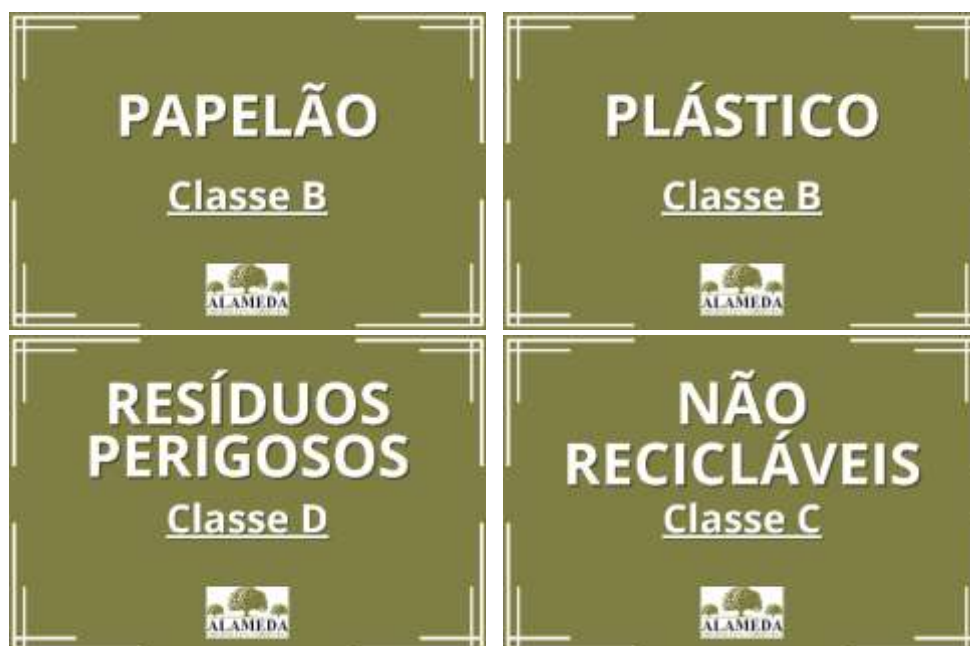 PAPELÃO
Classe B
ALAMEDA
PLÁSTICO
Classe B
ALAMEDA
RESÍDUOS
PERIGOSOS
Classe D
ALAMEDA
NÃO
RECICLÁVEIS
Classe C
ALAMEDA